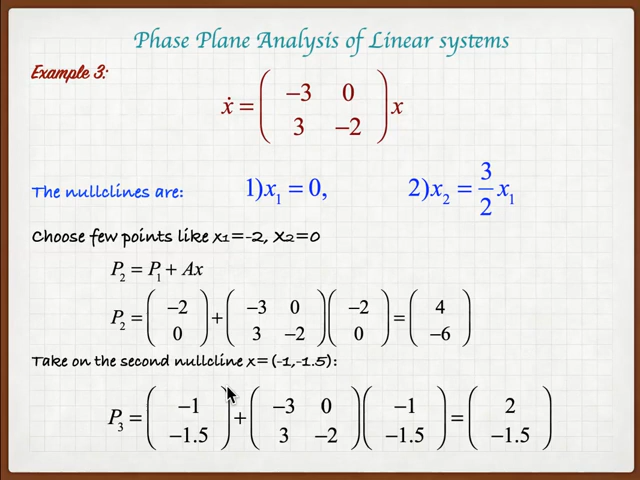 Phase Plane Analysis of Linear systems
Example 3:
ẋ = ( −3 0 ; 3 −2 ) x
The nullclines are: 1) x₁ = 0, 2) x₂ = 3/2 x₁
Choose few points like x₁=-2, x₂=0
P₂ = P₁ + Ax
P₂ = ( −2 ; 0 ) + ( −3 0 ; 3 −2 ) ( −2 ; 0 ) = ( 4 ; −6 )
Take on the second nullcline x=(-1,-1.5):
P₃ = ( −1 ; −1.5 ) + ( −3 0 ; 3 −2 ) ( −1 ; −1.5 ) = ( 2 ; −1.5 )